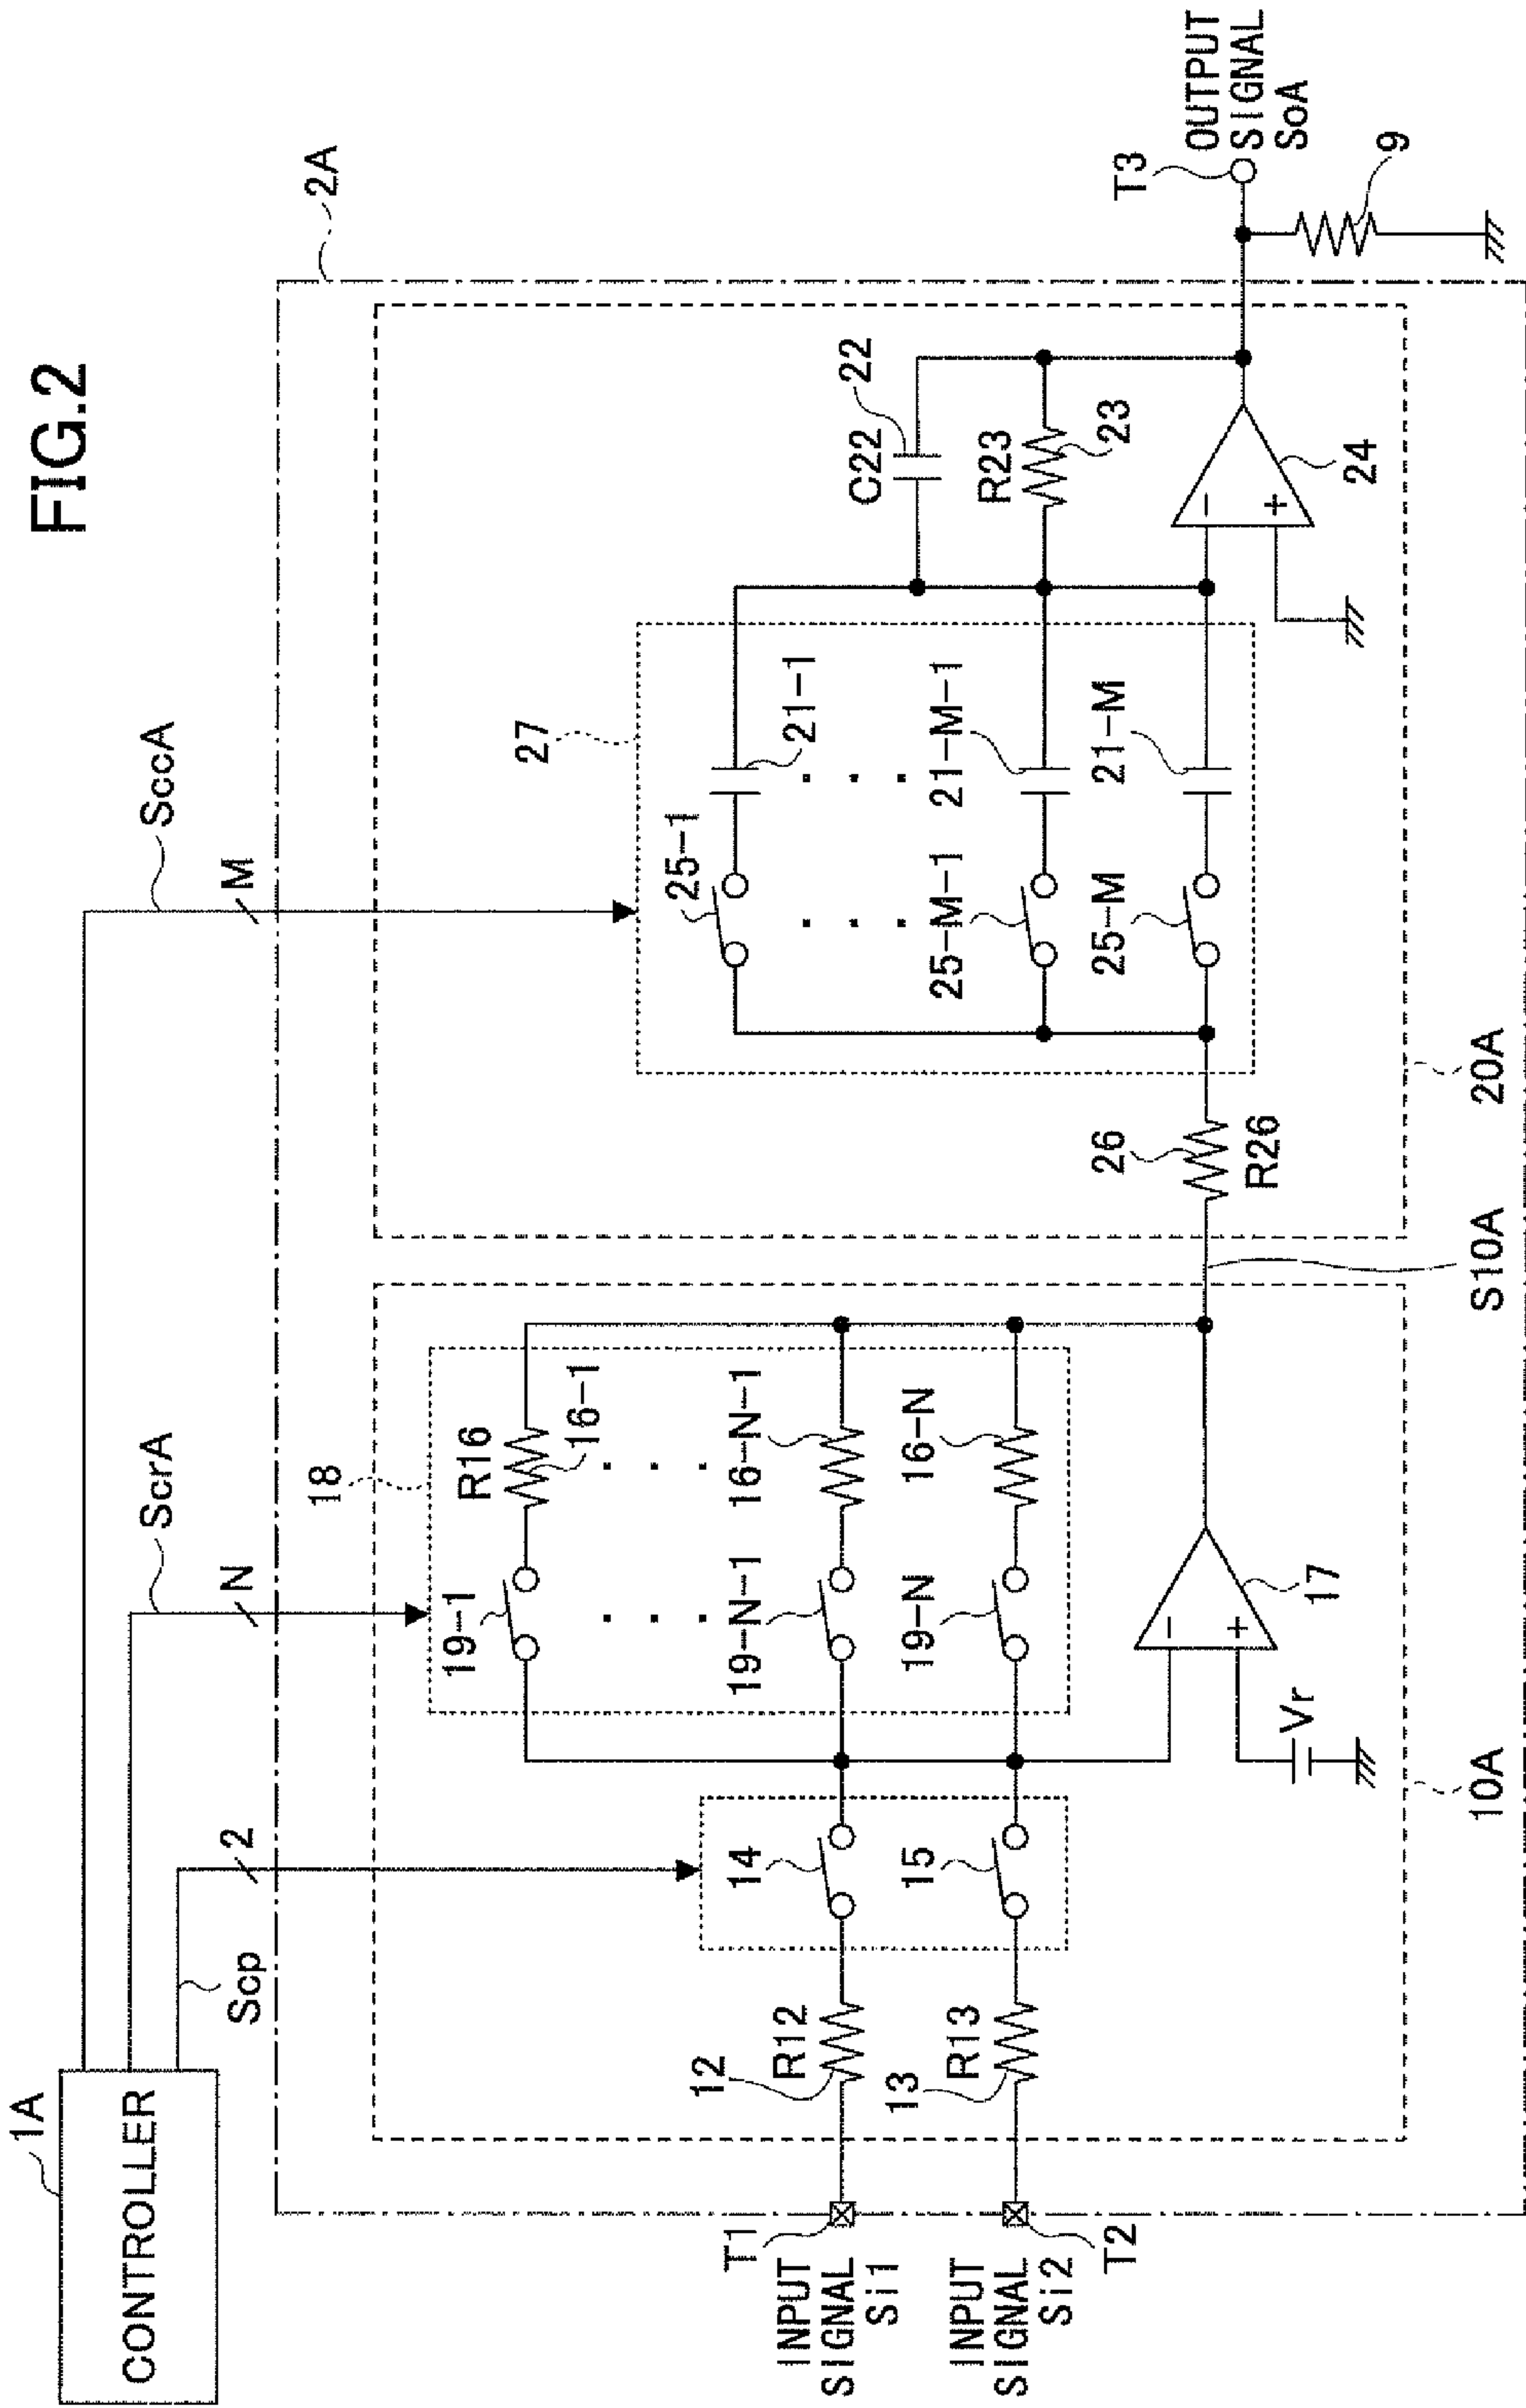 FIG.2
1A
CONTROLLER
Scp
2
ScrA
N
SccA
M
2A
T1
INPUT
SIGNAL
Si1
INPUT
SIGNAL
Si2
T2
12
R12
13
R13
14
15
18
19-1
R16
16-1
. . .
. . .
19-N-1
16-N-1
19-N
16-N
-
+
17
Vr
10A
S10A
26
R26
20A
27
25-1
21-1
. . .
. . .
25-M-1
21-M-1
25-M
21-M
C22
22
R23
23
-
+
24
T3
OUTPUT
SIGNAL
SoA
9